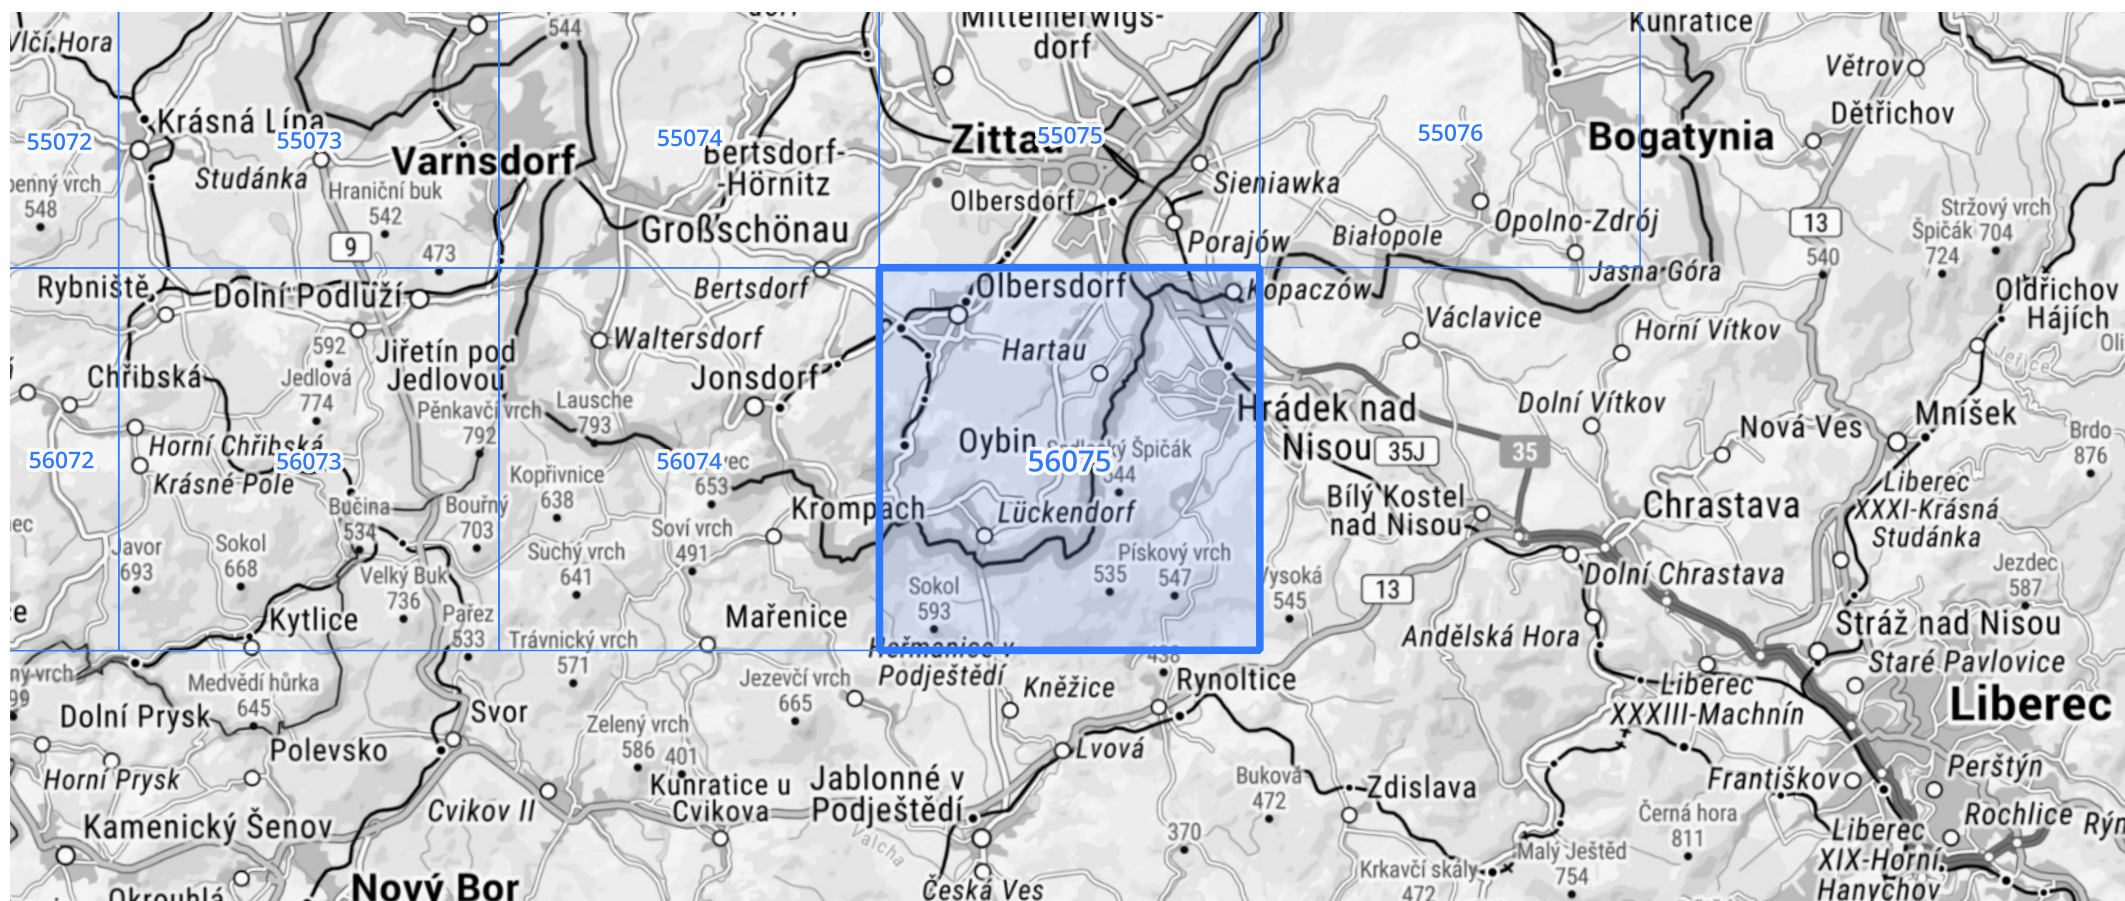 Mittelherwigs-
dorf
Kunratice
Vlčí Hora
544
Větrov
Dětřichov
Krásná Lípa
55072
55073
55074
55075
55076
Zittau
Bogatynia
Varnsdorf
Bertsdorf-
-Hörnitz
Studánka
548
Hraniční buk
542
Olbersdorf
Sieniawka
Großschönau
Opolno-Zdrój
Białopole
Porajów
13
Stržový vrch
704
Špičák
724
9
473
540
Jasna Góra
Rybniště
Dolní Podluží
Bertsdorf
Olbersdorf
Kopaczów
Oldřichov
Hájích
Václavice
Horní Vítkov
Waltersdorf
Hartau
592
Jiřetín pod
Jedlovou
Jedlová
774
Chřibská
Jonsdorf
Jeřice
Pěnkavčí vrch
792
Lausche
793
Hrádek nad
Nisou
Dolní Vítkov
Nová Ves
Mníšek
Brdo
876
Horní Chřibská
Oybin
35J
35
56072
56073
56074
56075
544
Krásné Pole
Kopřivnice
638
653
Liberec
XXXI-Krásná
Studánka
Bučina
534
Bourný
703
Krompach
Lückendorf
Bílý Kostel
nad Nisou
Chrastava
Soví vrch
491
Javor
693
Sokol
668
Suchý vrch
641
Pískový vrch
547
535
Jezdec
587
Velký Buk
736
Sokol
593
Vysoká
545
13
Dolní Chrastava
Kytlice
Pařez
533
Mařenice
Stráž nad Nisou
Andělská Hora
Trávnický vrch
571
Heřmanice v
Podještědí
438
Staré Pavlovice
Medvědí hůrka
645
Jezevčí vrch
665
Kněžice
Rynoltice
Liberec
XXXIII-Machnín
Liberec
Dolní Prysk
Svor
Zelený vrch
586
401
Polevsko
Lvová
Horní Prysk
Kunratice u
Cvikova
Jablonné v
Podještědí
Buková
472
Zdislava
Františkov
Perštýn
Cvikov II
Kamenický Šenov
Černá hora
811
Rochlice
370
Valcha
Liberec
XIX-Horní
Hanychov
Krkavčí skály
472
Malý Ještěd
754
Okrouhlá
Nový Bor
Česká Ves